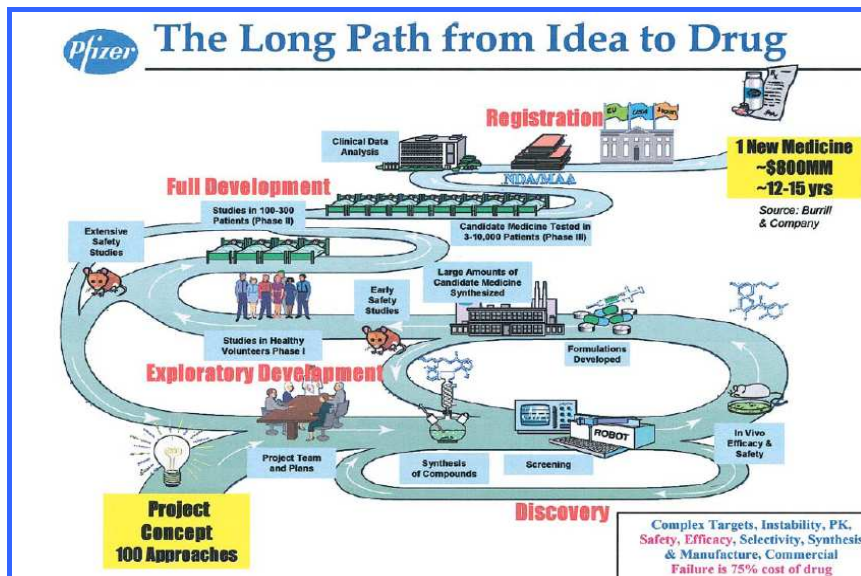 Pfizer
The Long Path from Idea to Drug
Registration
EU
USA
Japan
Clinical Data
Analysis
NDA/MAA
1 New Medicine
~$800MM
~12-15 yrs
Source: Burrill
& Company
Full Development
Studies in 100-300
Patients (Phase II)
Candidate Medicine Tested in
3-10,000 Patients (Phase III)
Extensive
Safety
Studies
Large Amounts of
Candidate Medicine
Synthesized
Early
Safety
Studies
Studies in Healthy
Volunteers Phase I
Formulations
Developed
Exploratory Development
Project Team
and Plans
Synthesis
of Compounds
Screening
ROBOT
In Vivo
Efficacy &
Safety
Discovery
Project
Concept
100 Approaches
Complex Targets, Instability, PK,
Safety, Efficacy, Selectivity, Synthesis
& Manufacture, Commercial
Failure is 75% cost of drug